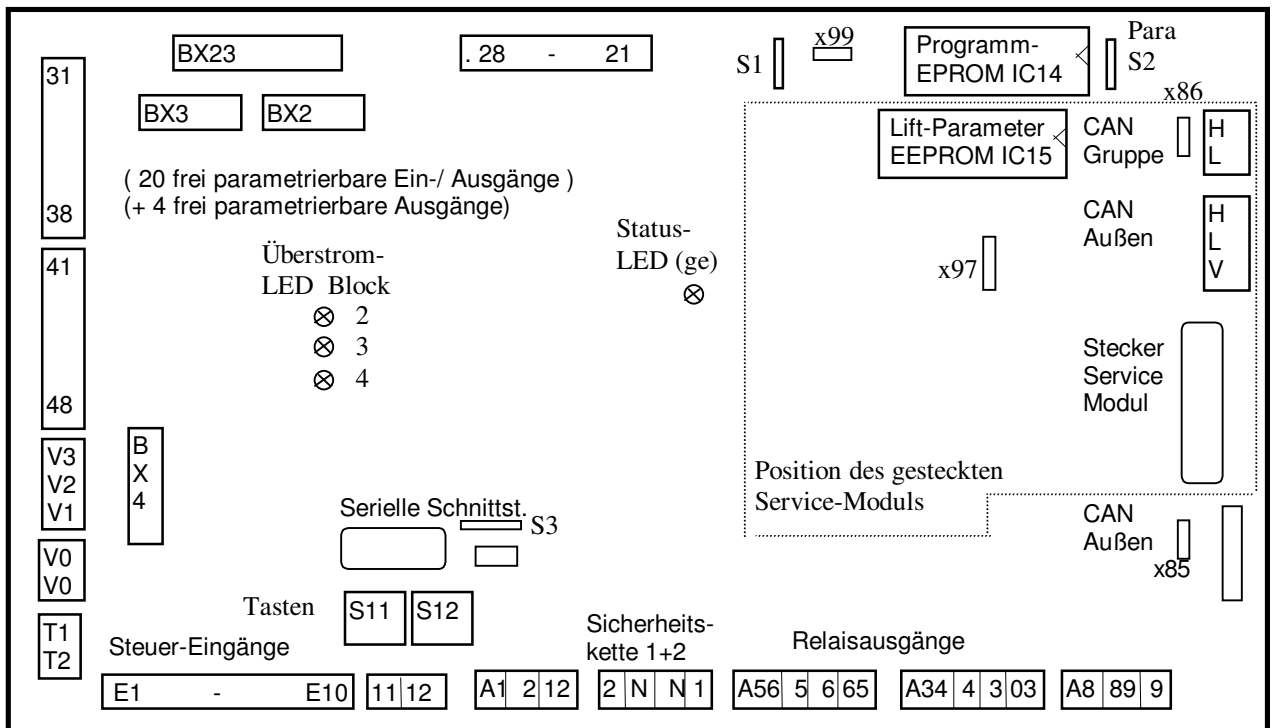 BX23
. 28 - 21
S1
x99
Programm-
EPROM IC14
Para
S2
31
38
BX3
BX2
Lift-Parameter
EEPROM IC15
CAN
Gruppe
x86
H
L
( 20 frei parametrierbare Ein-/ Ausgänge )
(+ 4 frei parametrierbare Ausgänge)
CAN
Außen
H
L
V
Status-
LED (ge)
x97
Überstrom-
LED Block
2
3
4
41
48
Stecker
Service
Modul
V3
V2
V1
B
X
4
Position des gesteckten
Service-Moduls
Serielle Schnittst.
S3
CAN
Außen
x85
V0
V0
Tasten
S11
S12
T1
T2
Steuer-Eingänge
Sicherheits-
kette 1+2
Relaisausgänge
E1 - E10
11 12
A1 2 12
2 N N 1
A56 5 6 65
A34 4 3 03
A8 89 9